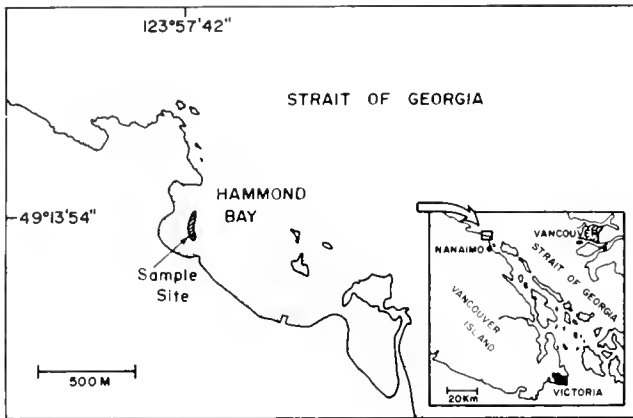 123°57'42"
STRAIT OF GEORGIA
49°13'54"
HAMMOND
BAY
Sample
Site
500 M
NANAIMO
VANCOUVER
STRAIT OF GEORGIA
VANCOUVER
ISLAND
20Km
VICTORIA